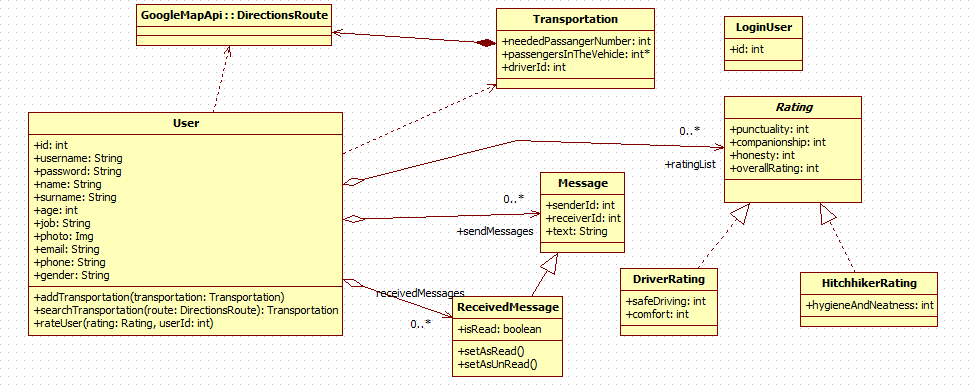 GoogleMapApi::DirectionsRoute
Transportation
+neededPassangerNumber: int
+passengersInTheVehicle: int*
+driverId: int
LoginUser
+id: int
User
+id: int
+username: String
+password: String
+name: String
+surname: String
+age: int
+job: String
+photo: Img
+email: String
+phone: String
+gender: String
+addTransportation(transportation: Transportation)
+searchTransportation(route: DirectionsRoute): Transportation
+rateUser(rating: Rating, userId: int)
Rating
+punctuality: int
+companionship: int
+honesty: int
+overallRating: int
0..*
+ratingList
Message
+senderId: int
+receiverId: int
+text: String
0..*
+sendMessages
receivedMessages
0..*
ReceivedMessage
+isRead: boolean
+setAsRead()
+setAsUnRead()
DriverRating
+safeDriving: int
+comfort: int
HitchhikerRating
+hygieneAndNeatness: int